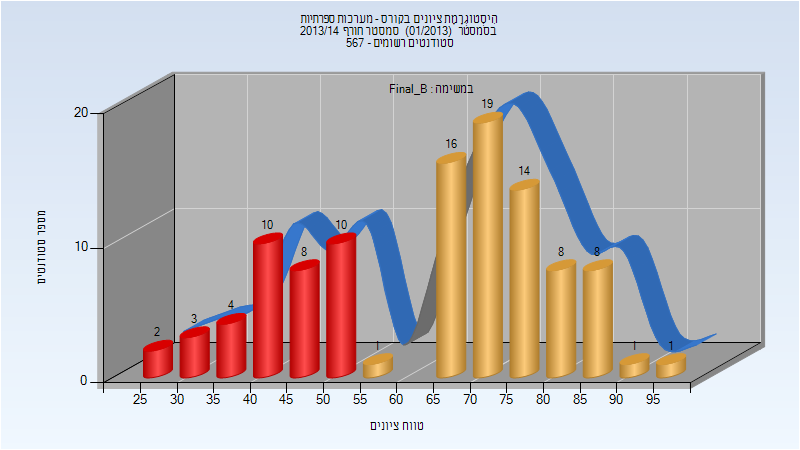 היסטוגרמת ציונים בקורס - מערכות ספרתיות
בסמסטר (01/2013) סמסטר חורף 2013/14
סטודנטים רשומים - 567
במשימה : Final_B
מספר סטודנטים
20
10
0
2
3
4
10
8
10
1
16
19
14
8
8
1
1
25 30 35 40 45 50 55 60 65 70 75 80 85 90 95
טווח ציונים